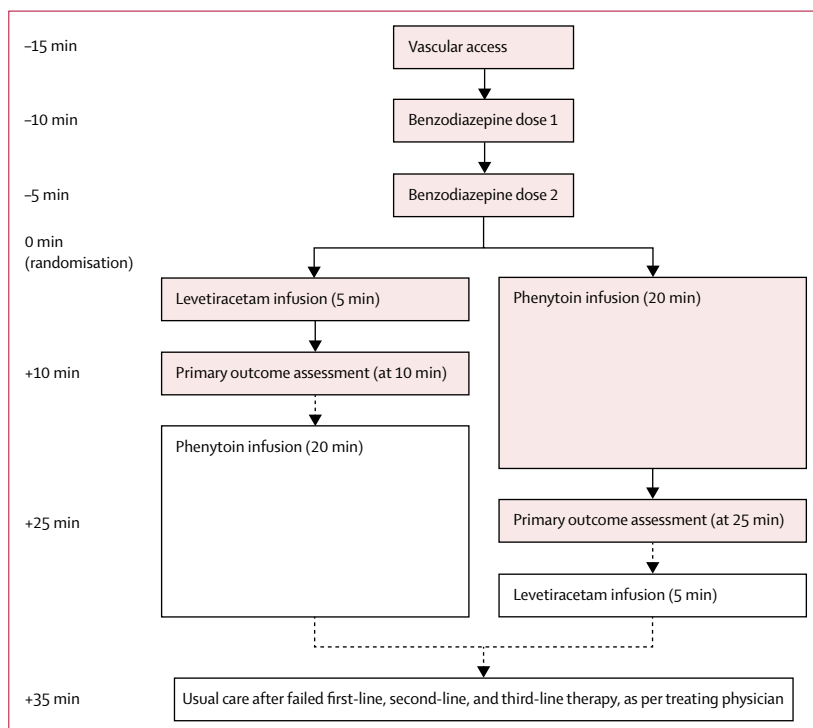 –15 min
Vascular access
–10 min
Benzodiazepine dose 1
–5 min
Benzodiazepine dose 2
0 min
(randomisation)
Levetiracetam infusion (5 min)
Phenytoin infusion (20 min)
+10 min
Primary outcome assessment (at 10 min)
Phenytoin infusion (20 min)
+25 min
Primary outcome assessment (at 25 min)
Levetiracetam infusion (5 min)
+35 min
Usual care after failed first-line, second-line, and third-line therapy, as per treating physician